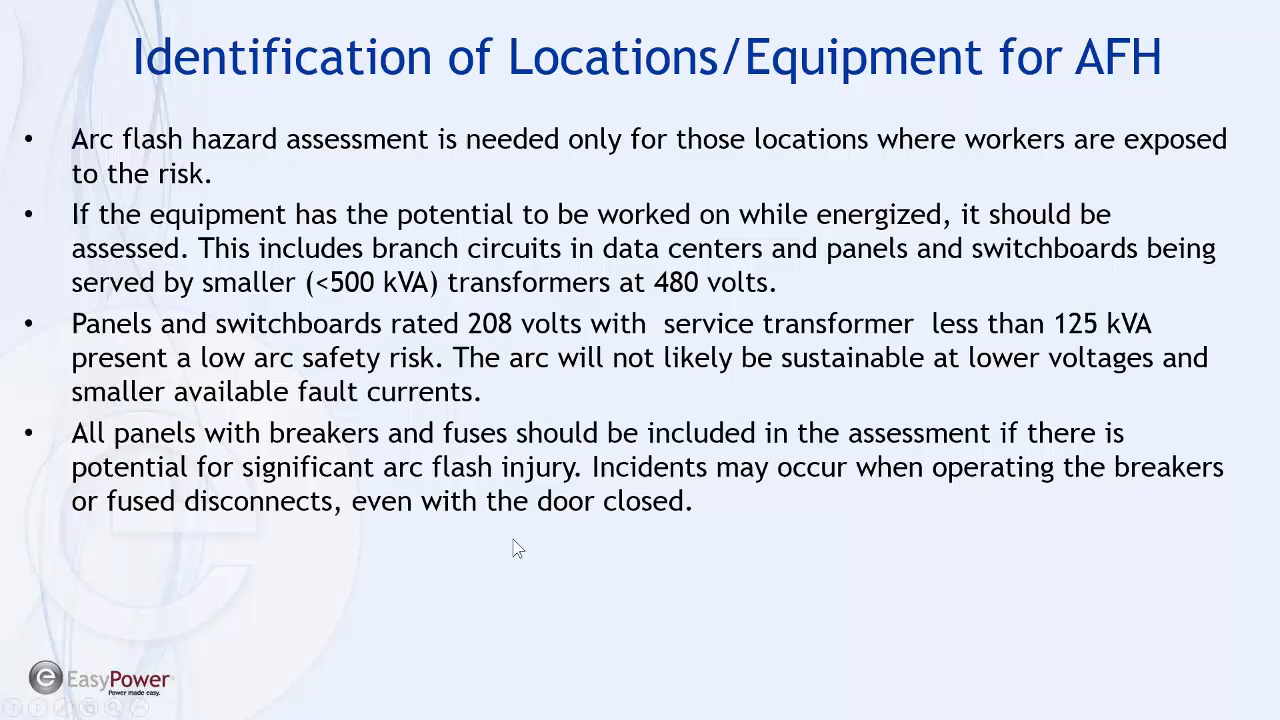 Identification of Locations/Equipment for AFH
• Arc flash hazard assessment is needed only for those locations where workers are exposed
to the risk.
• If the equipment has the potential to be worked on while energized, it should be
assessed. This includes branch circuits in data centers and panels and switchboards being
served by smaller (<500 kVA) transformers at 480 volts.
• Panels and switchboards rated 208 volts with  service transformer  less than 125 kVA
present a low arc safety risk. The arc will not likely be sustainable at lower voltages and
smaller available fault currents.
• All panels with breakers and fuses should be included in the assessment if there is
potential for significant arc flash injury. Incidents may occur when operating the breakers
or fused disconnects, even with the door closed.
e EasyPower
Power made easy.